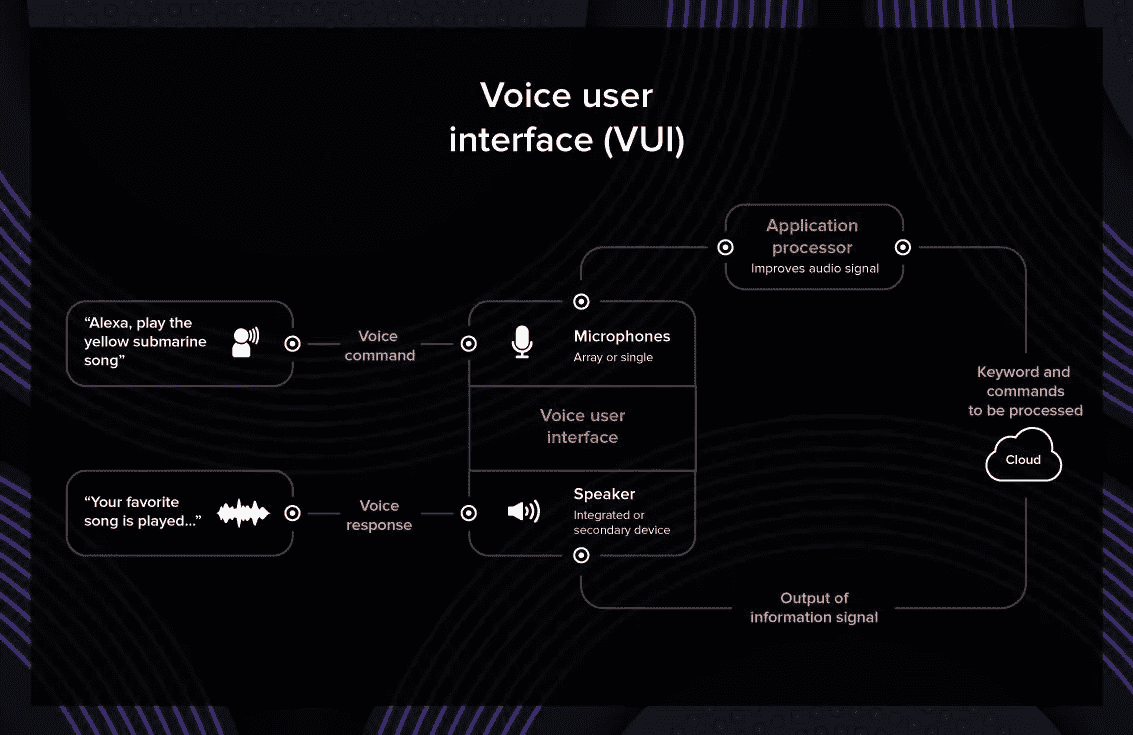 Voice user
interface (VUI)
Application
processor
Improves audio signal
“Alexa, play the
yellow submarine
song”
Voice
command
Microphones
Array or single
Keyword and
commands
to be processed
Voice user
interface
Cloud
“Your favorite
song is played...”
Voice
response
Speaker
Integrated or
secondary device
Output of
information signal